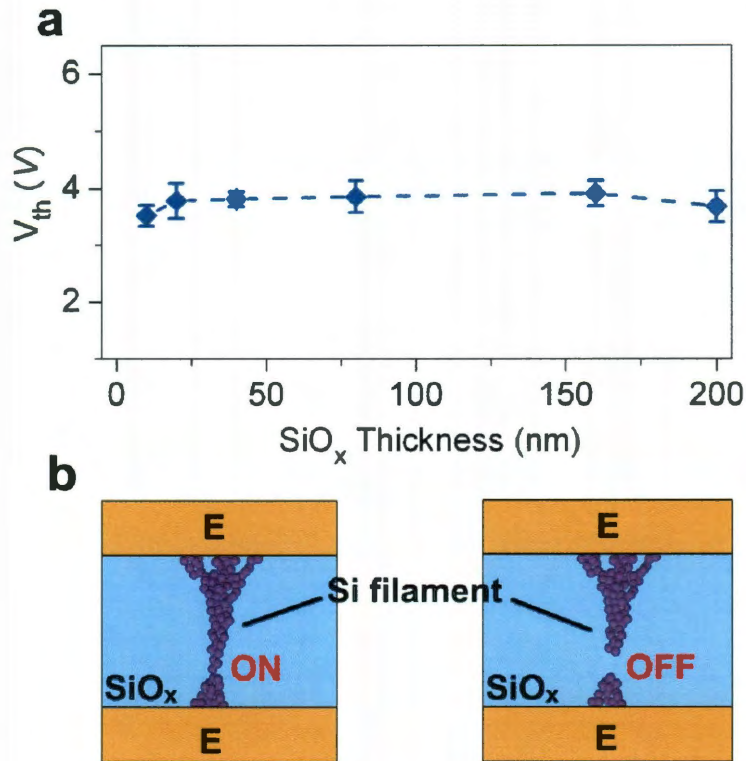 a
6
4
2
V_th (V)
0 50 100 150 200
SiO_x Thickness (nm)
b
E E
Si filament
ON OFF
SiO_x SiO_x
E E